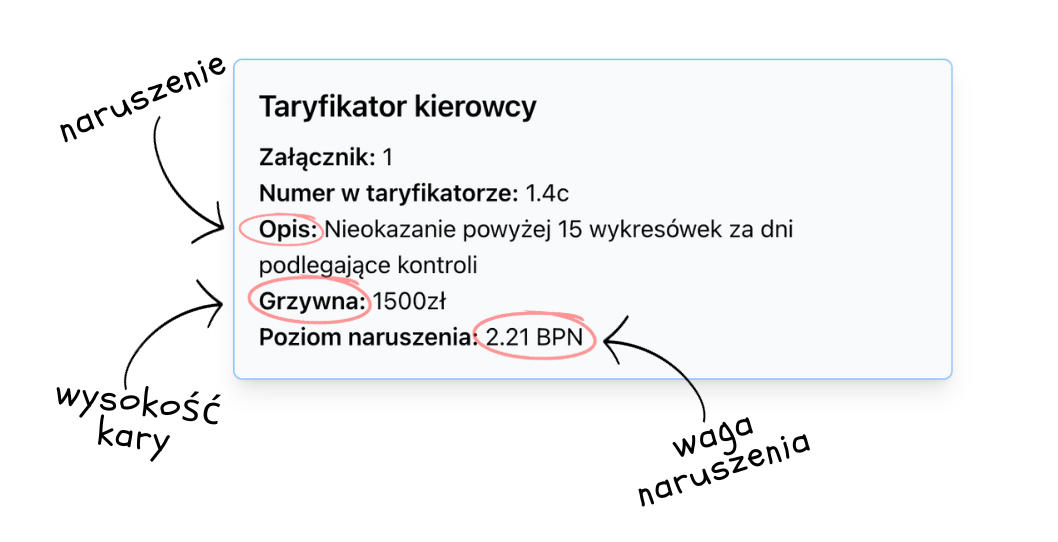 naruszenie
Taryfikator kierowcy
Załącznik: 1
Numer w taryfikatorze: 1.4c
Opis: Nieokazanie powyżej 15 wykresówek za dni
podlegające kontroli
Grzywna: 1500zł
Poziom naruszenia: 2.21 BPN
wysokość
kary
waga
naruszenia